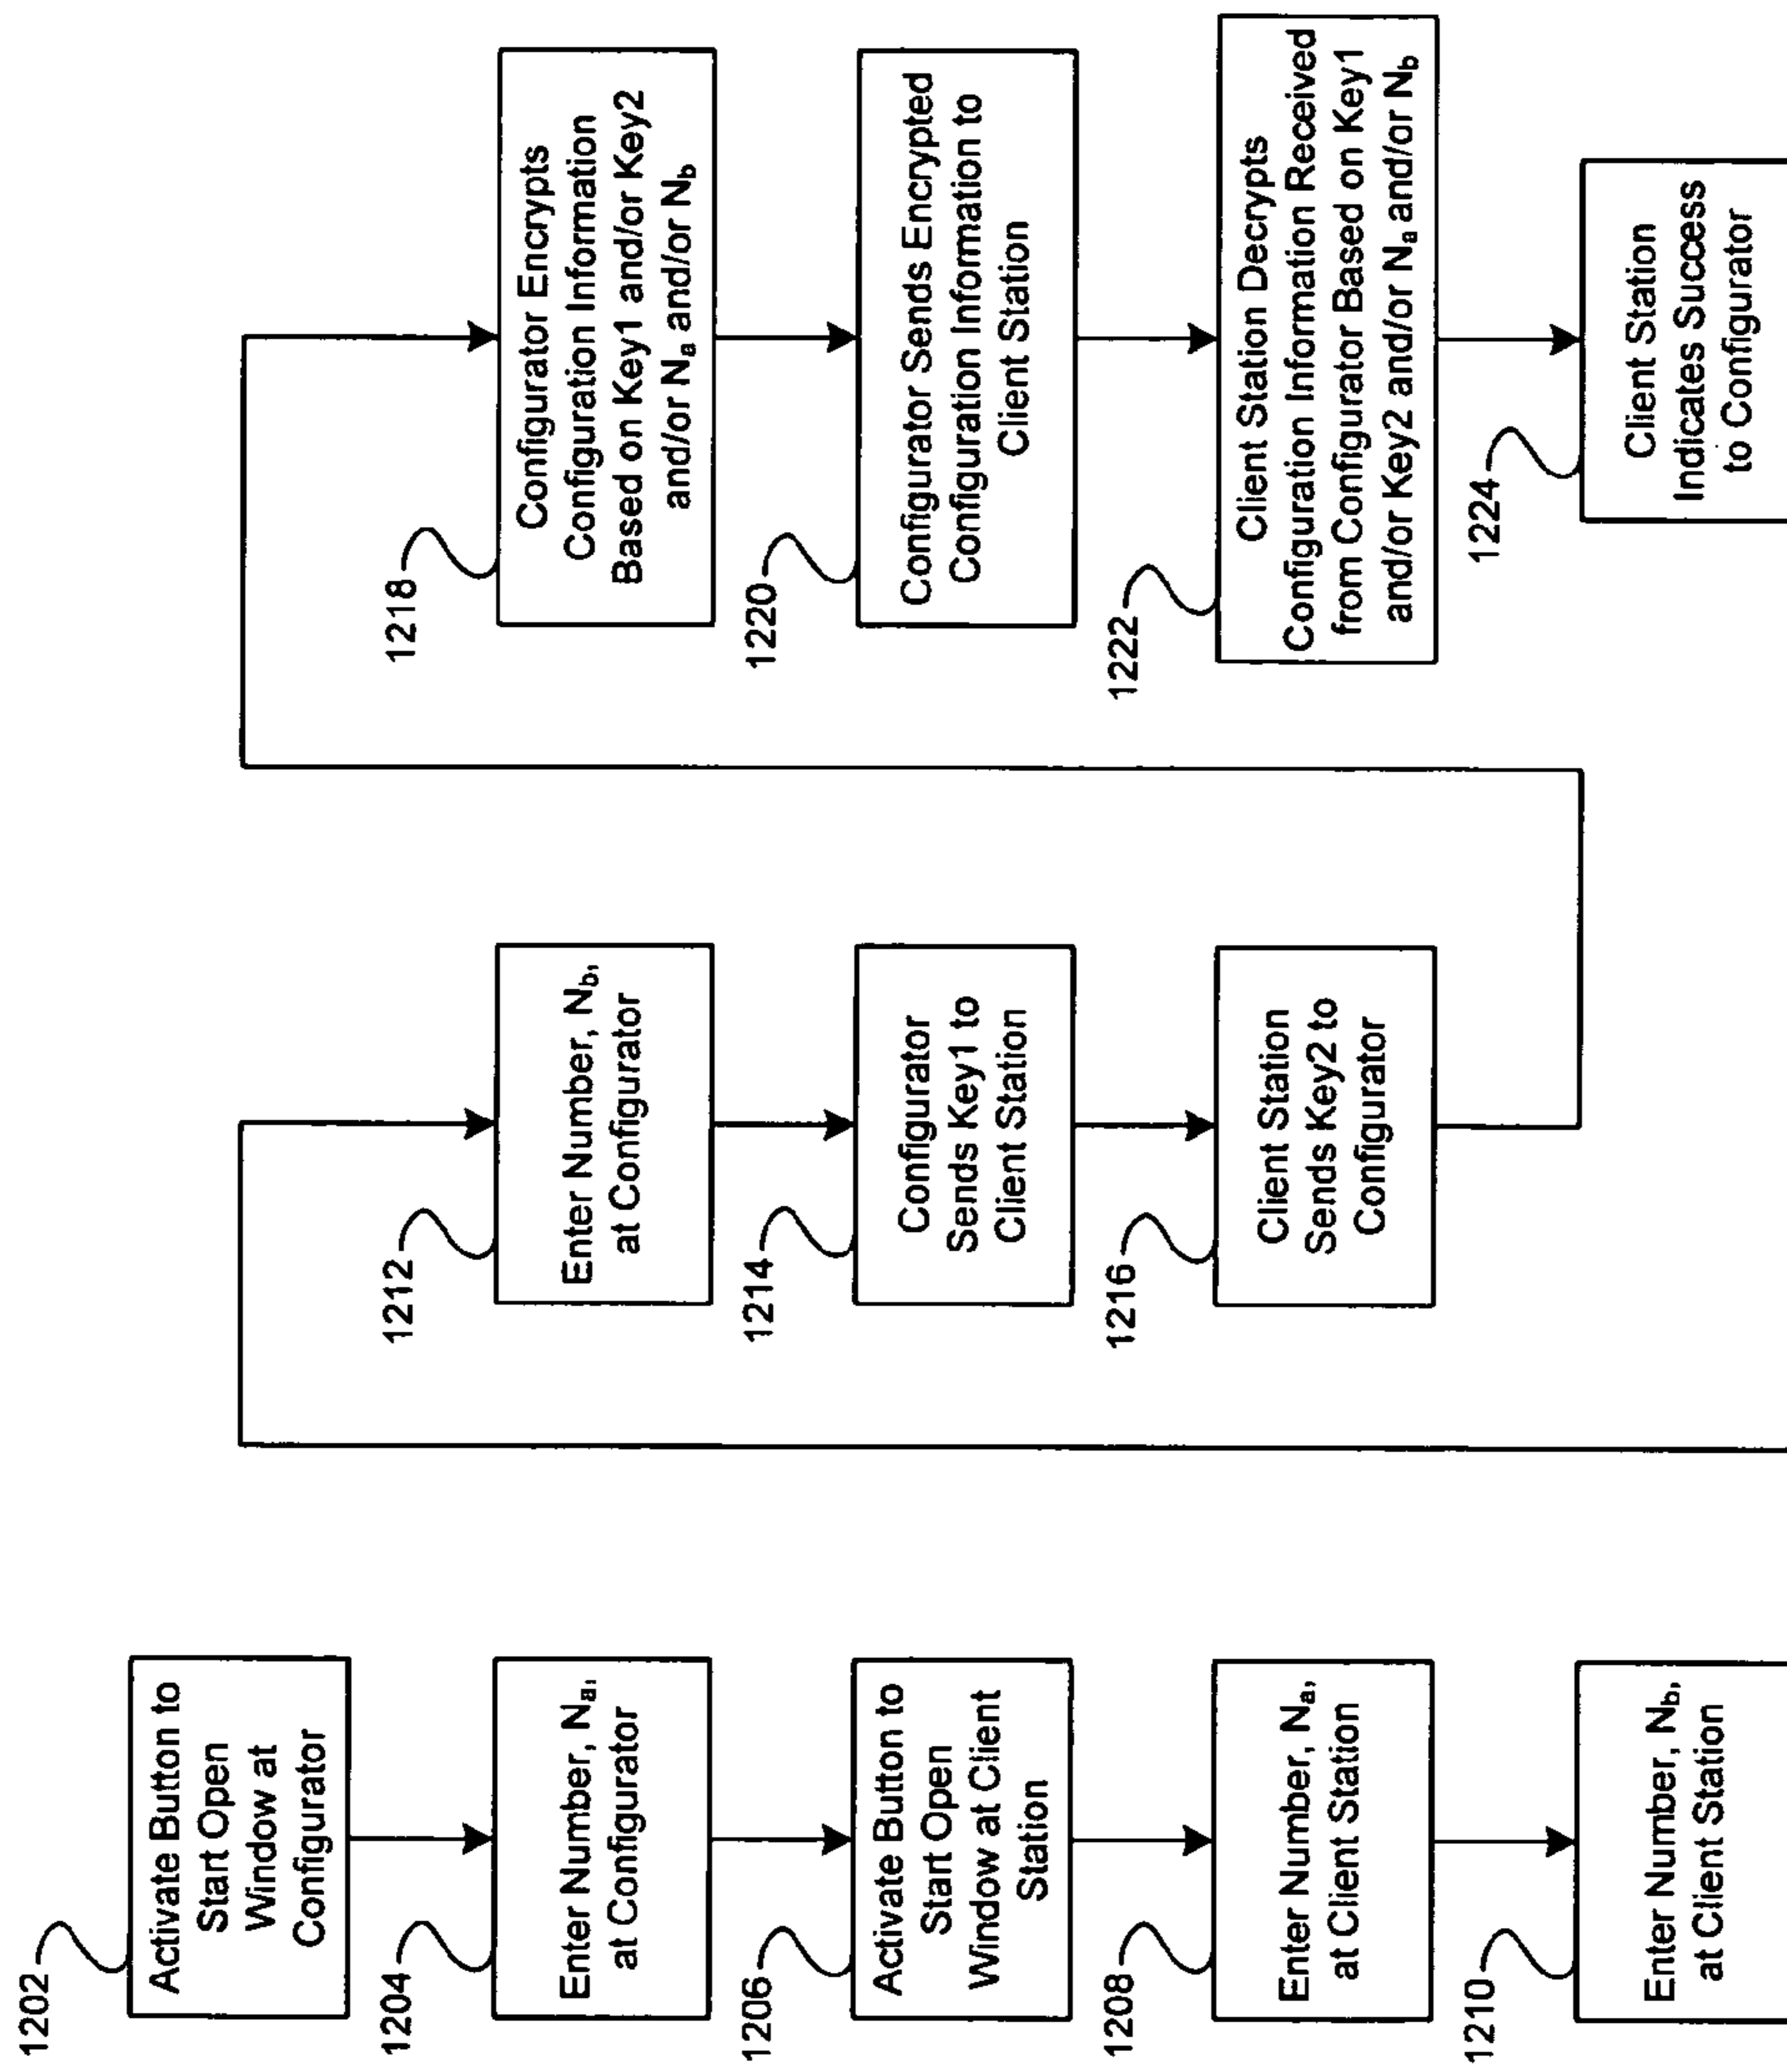 1202
Activate Button to
Start Open
Window at
Configurator
1204
Enter Number, Nₐ,
at Configurator
1206
Activate Button to
Start Open
Window at Client
Station
1208
Enter Number, Nₐ,
at Client Station
1210
Enter Number, N_b,
at Client Station
1212
Enter Number, N_b,
at Configurator
1214
Configurator
Sends Key1 to
Client Station
1216
Client Station
Sends Key2 to
Configurator
1218
Configurator Encrypts
Configuration Information
Based on Key1 and/or Key2
and/or Nₐ and/or N_b
1220
Configurator Sends Encrypted
Configuration Information to
Client Station
1222
Client Station Decrypts
Configuration Information Received
from Configurator Based on Key1
and/or Key2 and/or Nₐ and/or N_b
1224
Client Station
Indicates Success
to Configurator